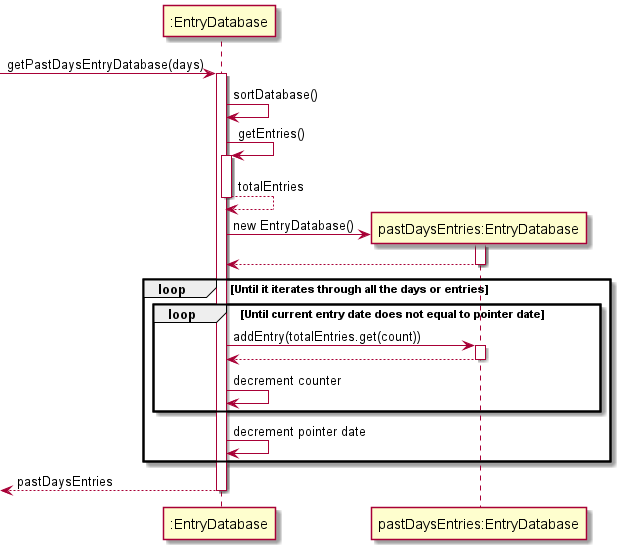 :EntryDatabase
getPastDaysEntryDatabase(days)
sortDatabase()
getEntries()
totalEntries
new EntryDatabase()
pastDaysEntries:EntryDatabase
loop [Until it iterates through all the days or entries]
loop [Until current entry date does not equal to pointer date]
addEntry(totalEntries.get(count))
decrement counter
decrement pointer date
pastDaysEntries
:EntryDatabase
pastDaysEntries:EntryDatabase